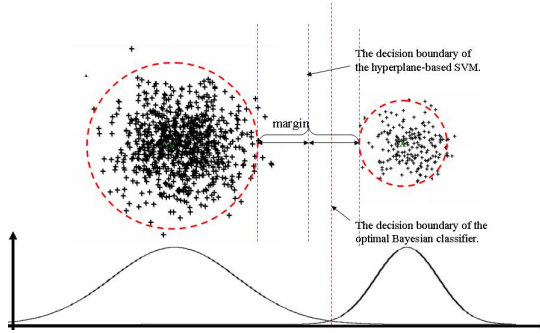 The decision boundary of
the hyperplane-based SVM.
margin
The decision boundary of the
optimal Bayesian classifier.